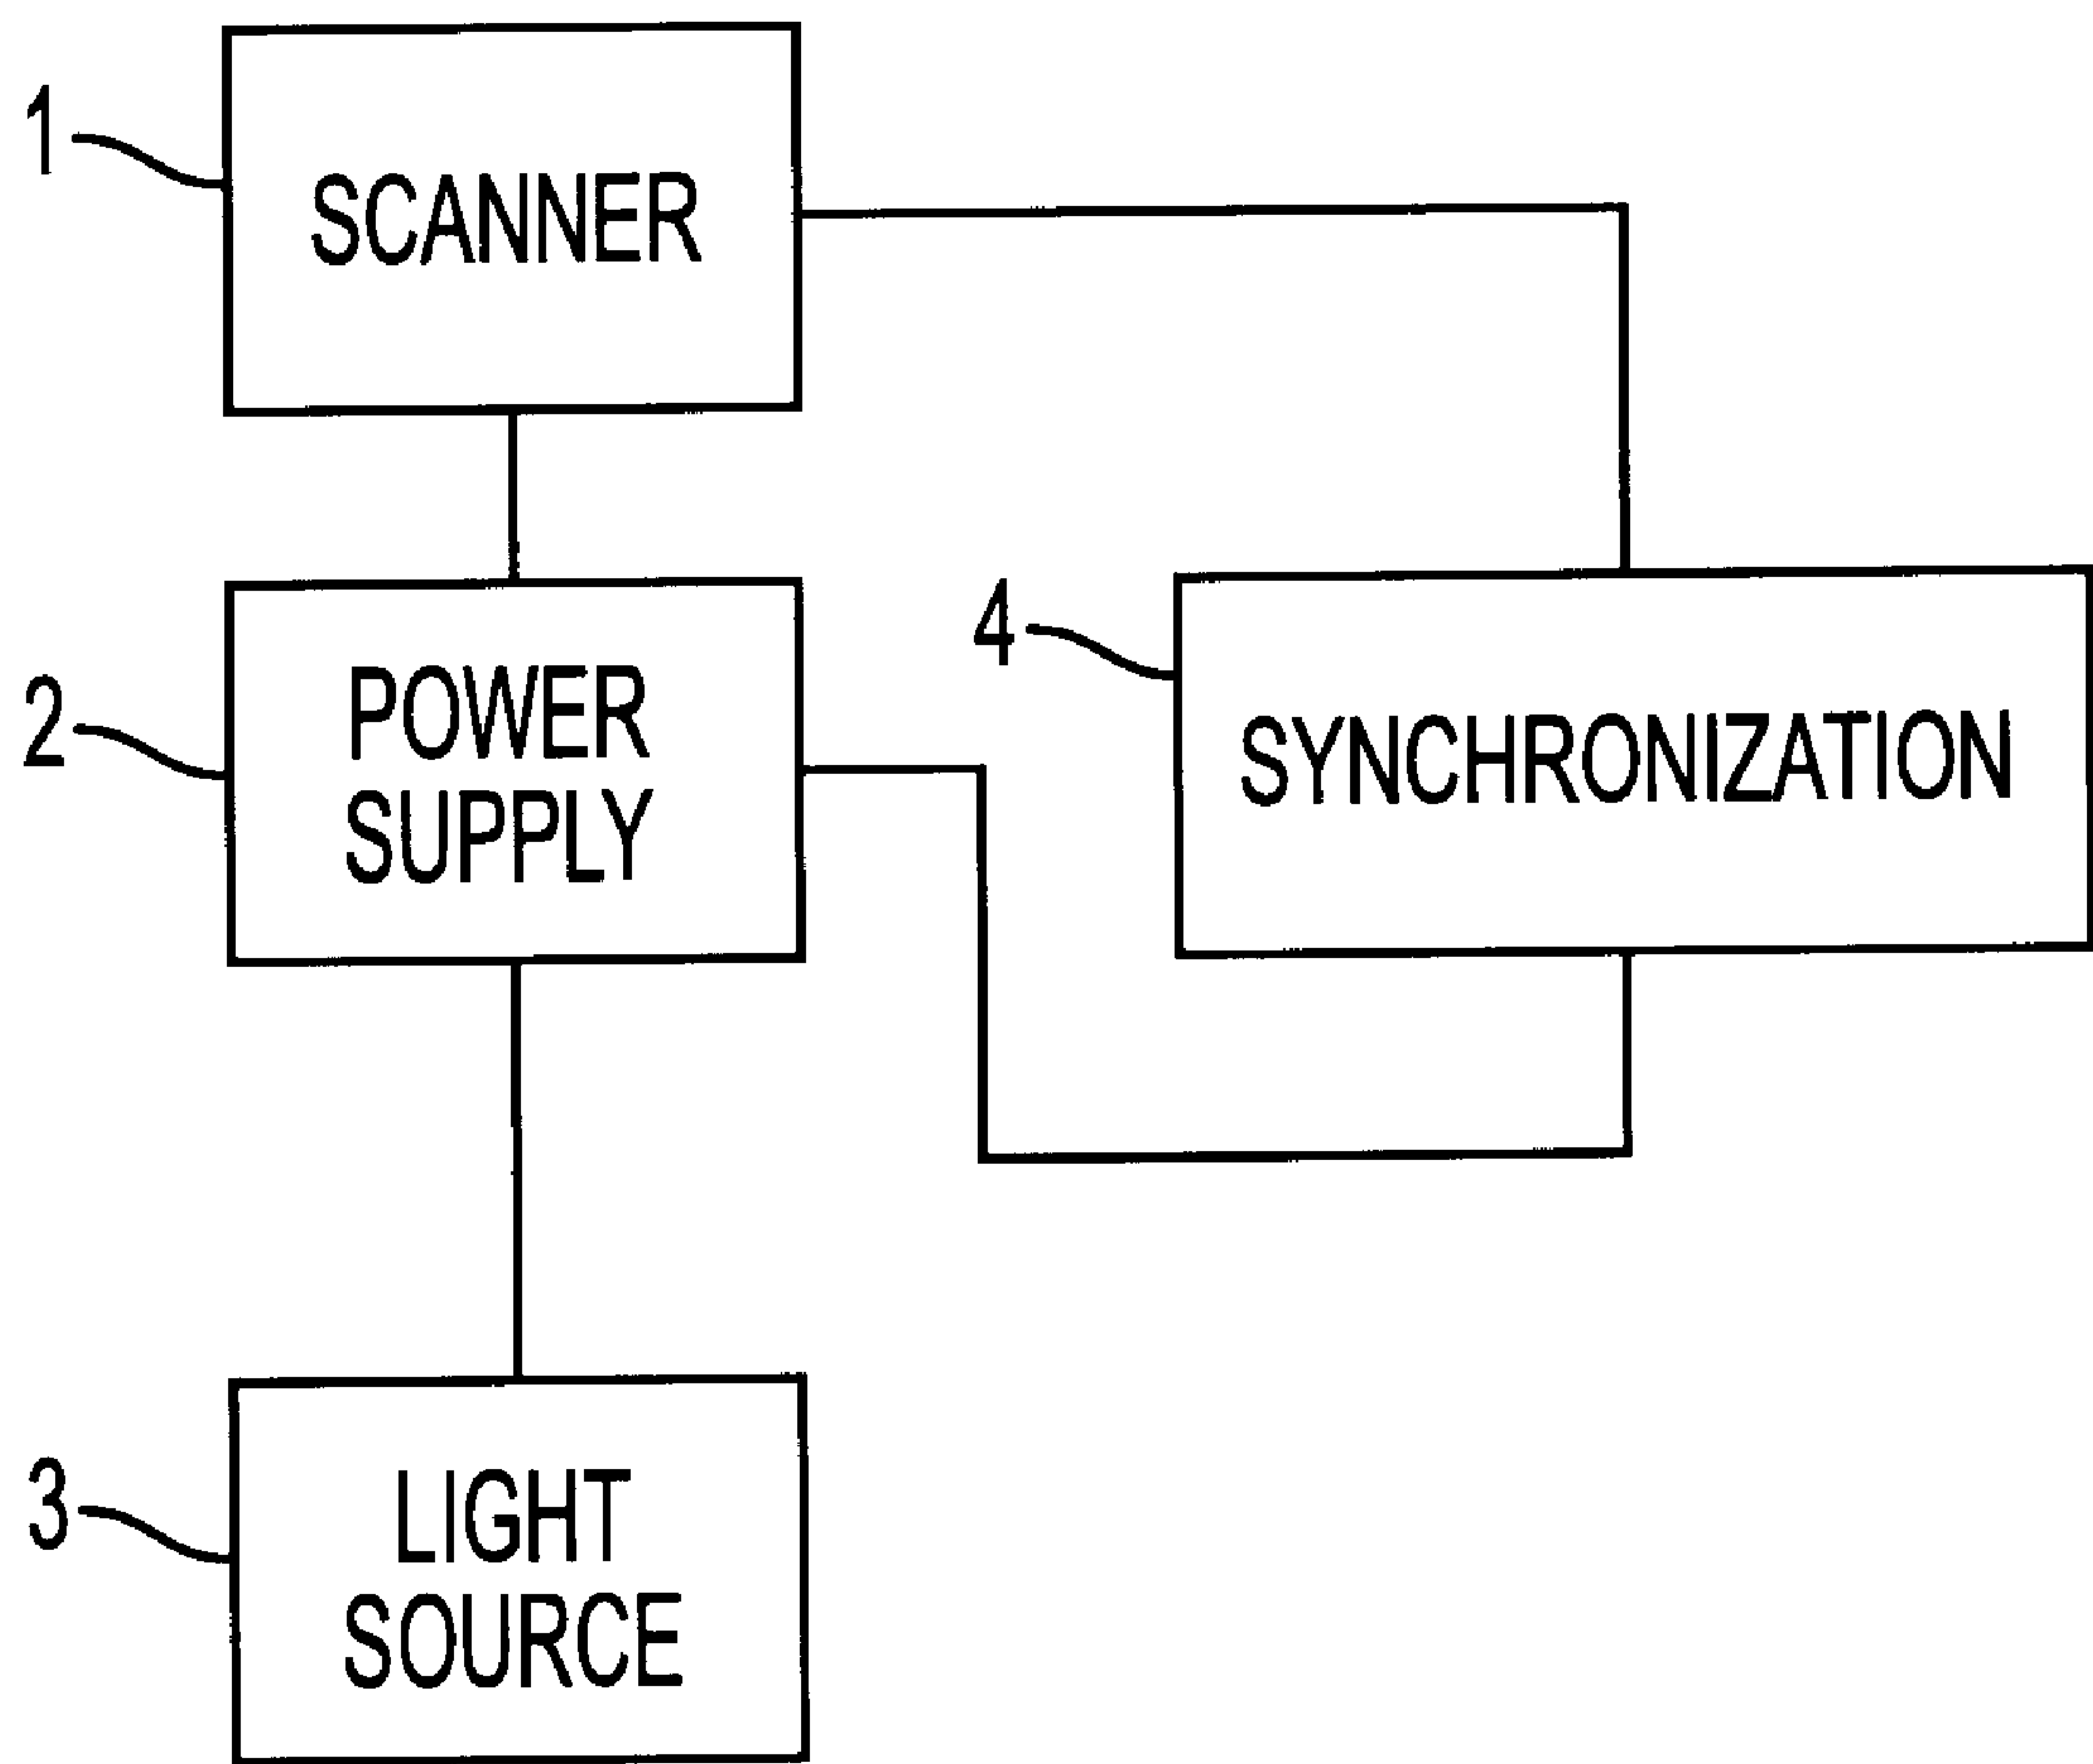 1
SCANNER
2
POWER
SUPPLY
4
SYNCHRONIZATION
3
LIGHT
SOURCE